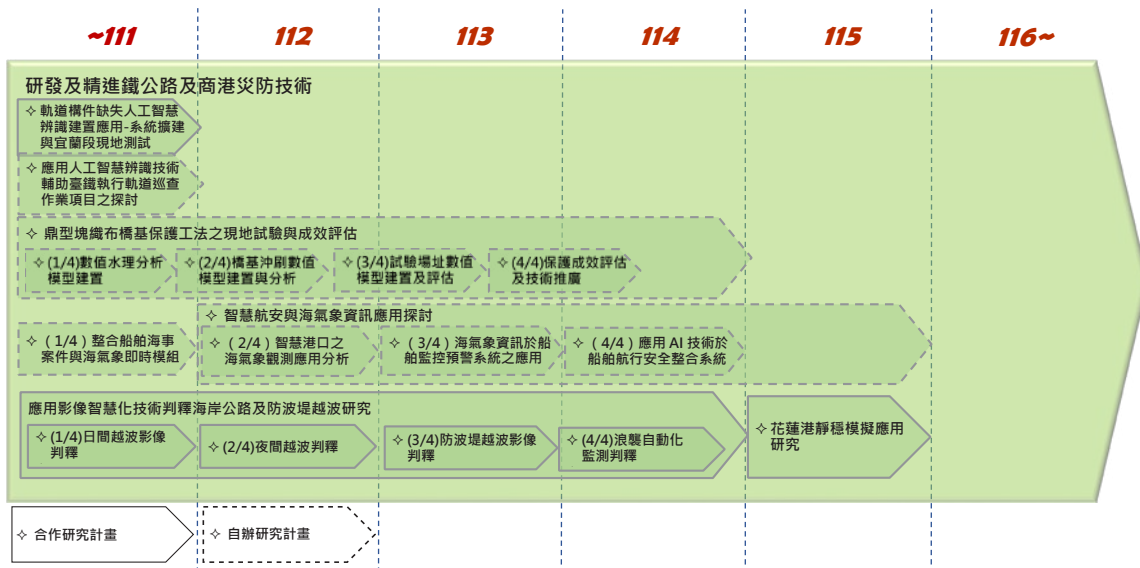 ~111
112
113
114
115
116~
研發及精進鐵公路及商港災防技術
✧ 軌道構件缺失人工智慧
辨識建置應用-系統擴建
與宜蘭段現地測試
✧ 應用人工智慧辨識技術
輔助臺鐵執行軌道巡查
作業項目之探討
✧ 鼎型塊織布橋基保護工法之現地試驗與成效評估
✧ (1/4)數值水理分析
模型建置
✧ (2/4)橋基沖刷數值
模型建置與分析
✧ (3/4)試驗場址數值
模型建置及評估
✧ (4/4)保護成效評估
及技術推廣
✧ 智慧航安與海氣象資訊應用探討
✧ （1/4）整合船舶海事
案件與海氣象即時模組
✧ （2/4）智慧港口之
海氣象觀測應用分析
✧ （3/4）海氣象資訊於船
舶監控預警系統之應用
✧ （4/4）應用 AI 技術於
船舶航行安全整合系統
應用影像智慧化技術判釋海岸公路及防波堤越波研究
✧ (1/4)日間越波影像
判釋
✧ (2/4)夜間越波判釋
✧ (3/4)防波堤越波影像
判釋
✧ (4/4)浪襲自動化
監測判釋
✧ 花蓮港靜穩模擬應用
研究
✧ 合作研究計畫
✧ 自辦研究計畫